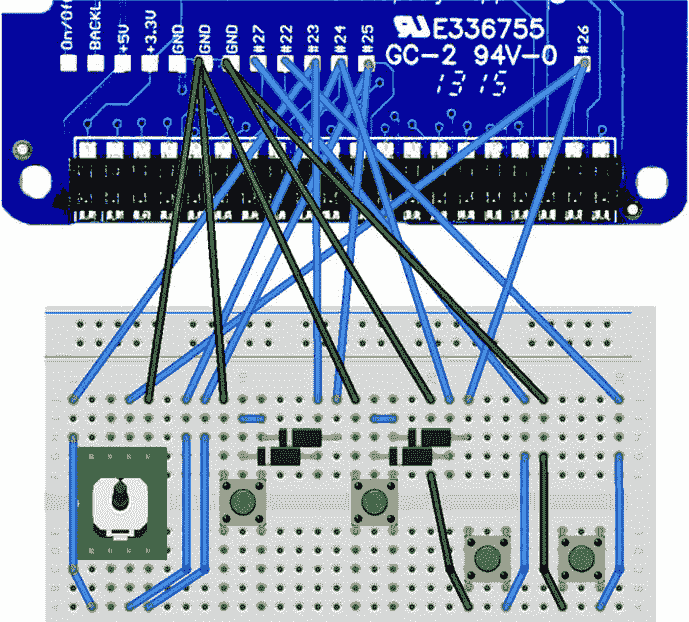 On/Off
BACKL
+5V
+3.3V
GND
GND
GND
#27
#22
#23
#24
#25
#26
E336755
GC-2 94V-0
1315